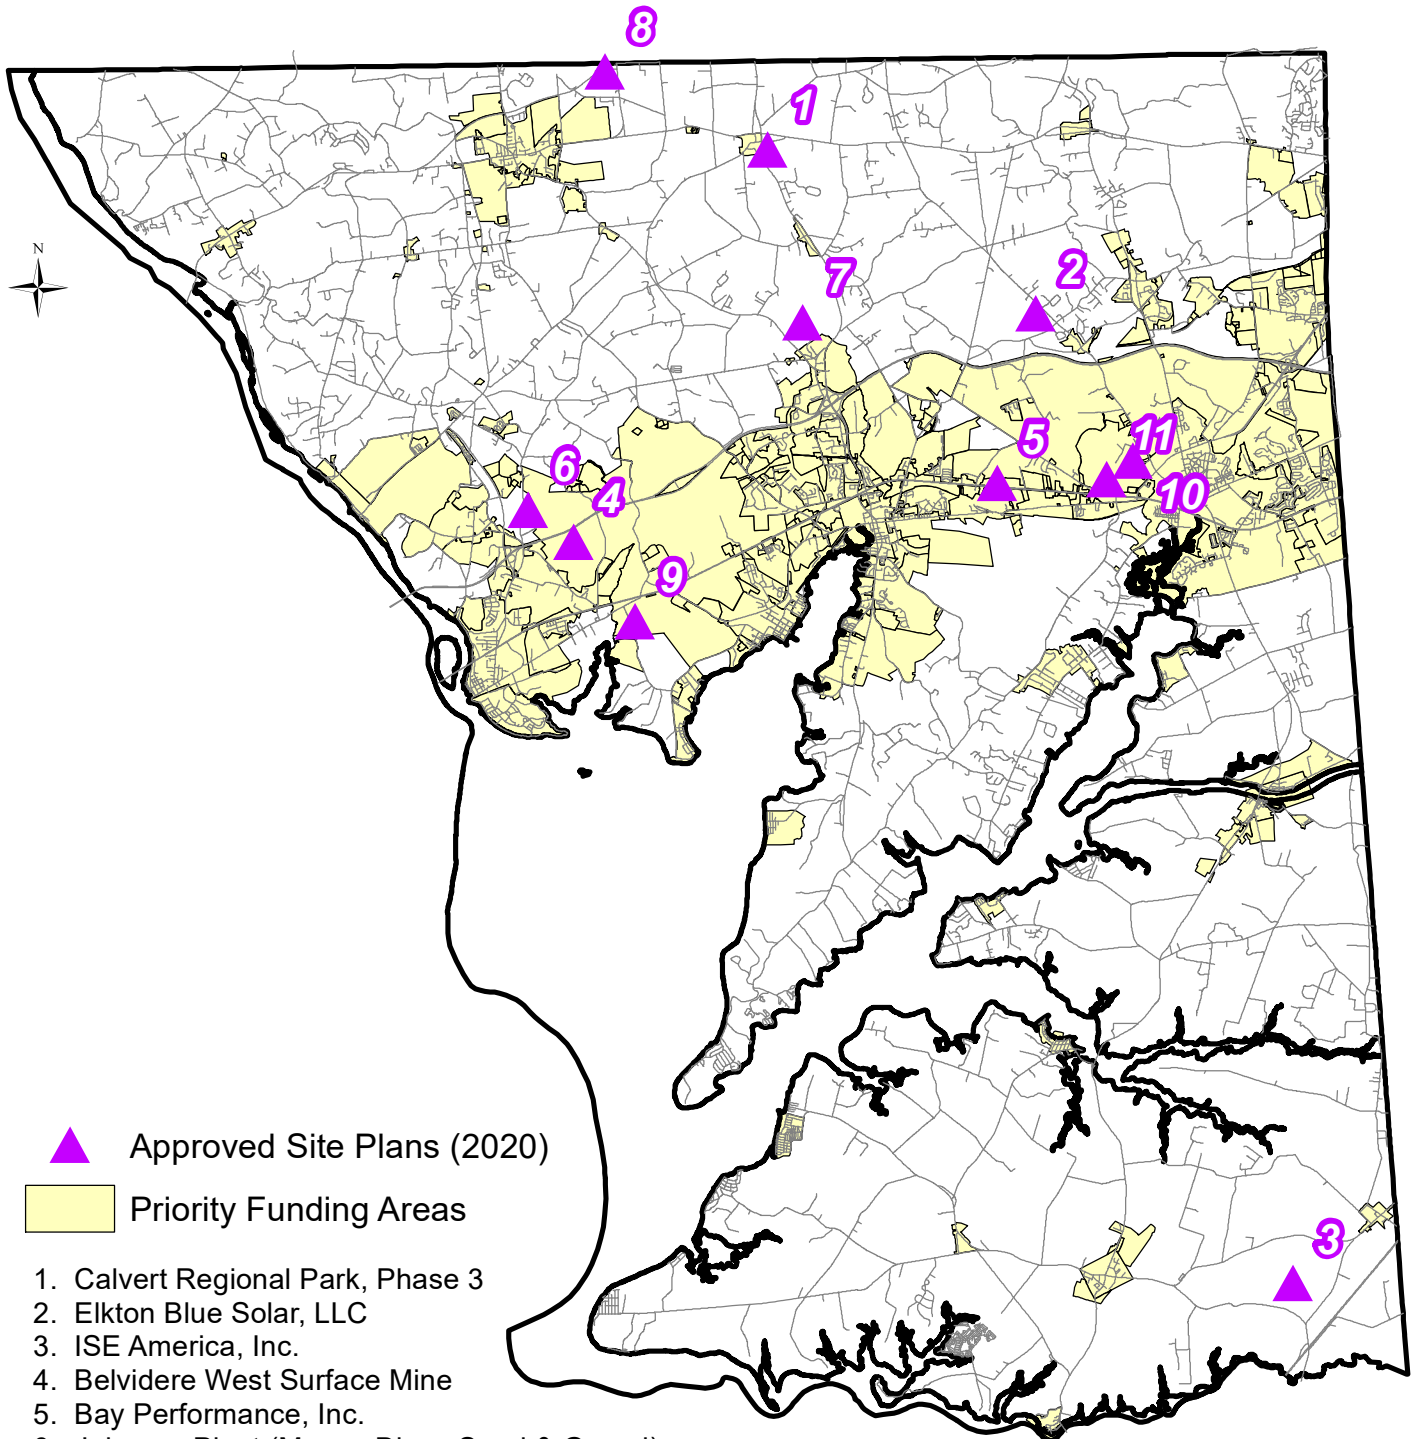 8
1
N
7
2
5
11
6
4
10
9
Approved Site Plans (2020)
Priority Funding Areas
3
1. Calvert Regional Park, Phase 3
2. Elkton Blue Solar, LLC
3. ISE America, Inc.
4. Belvidere West Surface Mine
5. Bay Performance, Inc.